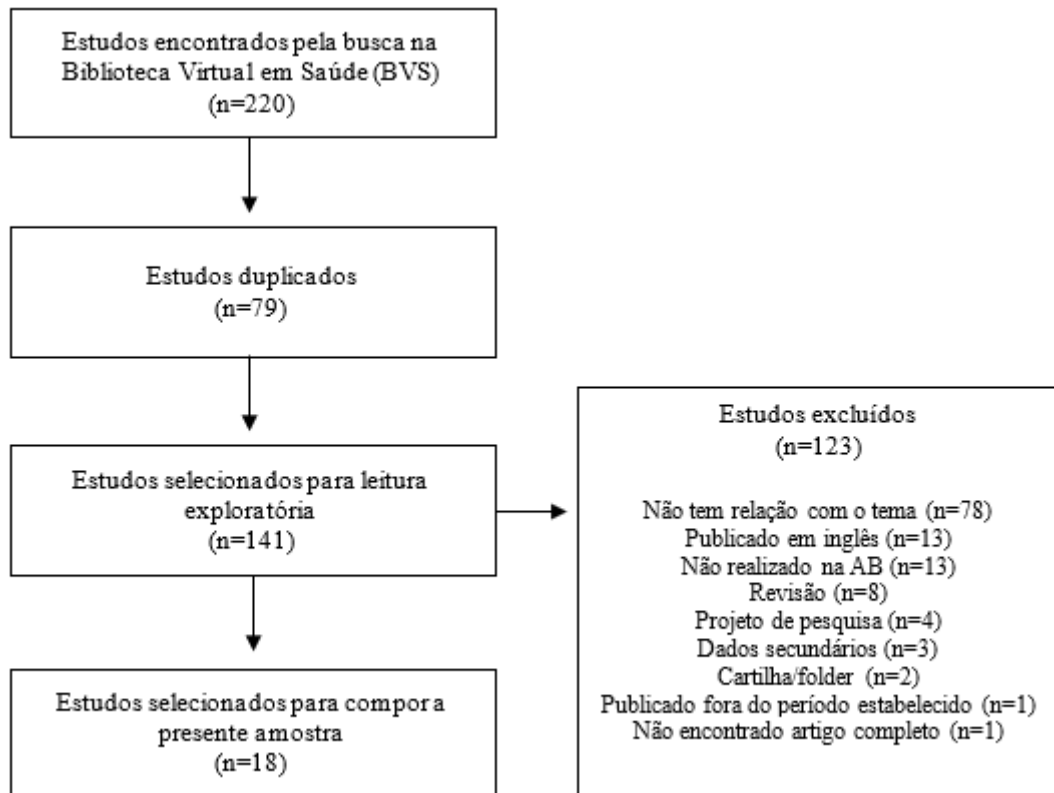 Estudos encontrados pela busca na
Biblioteca Virtual em Saúde (BVS)
(n=220)
Estudos duplicados
(n=79)
Estudos selecionados para leitura
exploratória
(n=141)
Estudos excluídos
(n=123)
Não tem relação com o tema (n=78)
Publicado em inglês (n=13)
Não realizado na AB (n=13)
Revisão (n=8)
Projeto de pesquisa (n=4)
Dados secundários (n=3)
Cartilha/folder (n=2)
Publicado fora do período estabelecido (n=1)
Não encontrado artigo completo (n=1)
Estudos selecionados para compor a
presente amostra
(n=18)